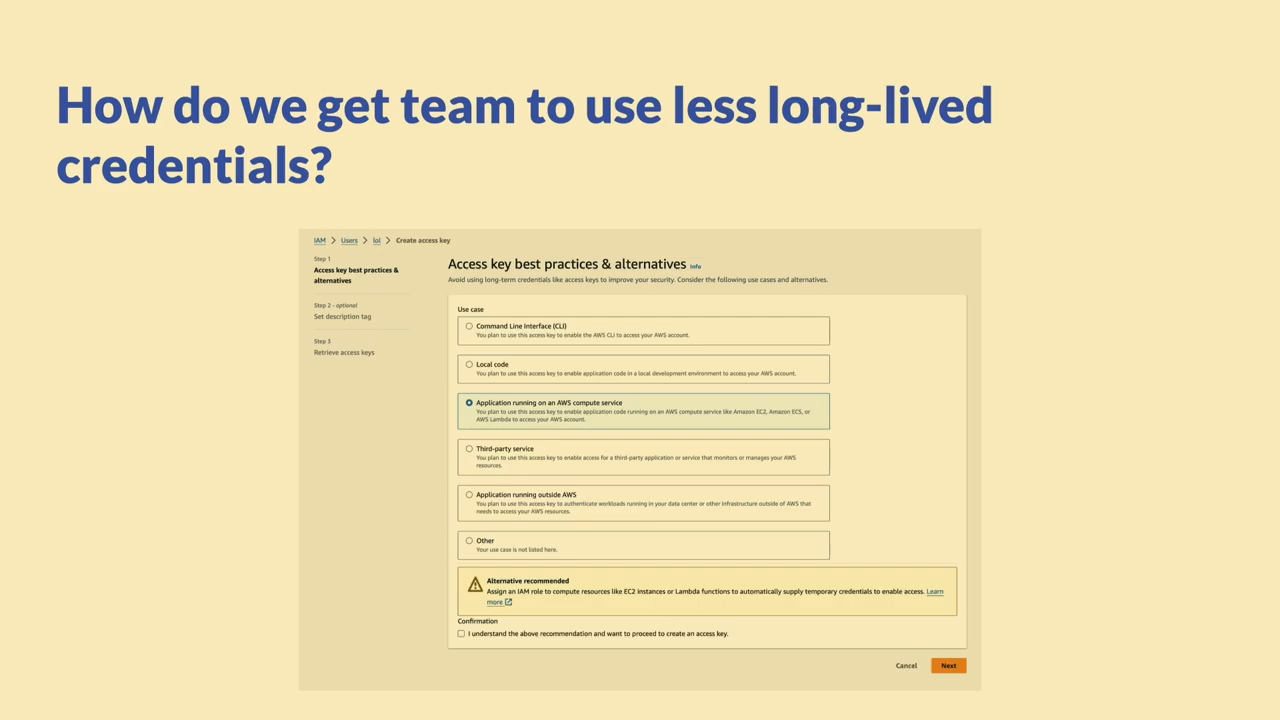 How do we get team to use less long-lived
credentials?
IAM > Users > lol > Create access key
Step 1
Access key best practices &
alternatives
Step 2 - optional
Set description tag
Step 3
Retrieve access keys
Access key best practices & alternatives Info
Avoid using long-term credentials like access keys to improve your security. Consider the following use cases and alternatives.
Use case
Command Line Interface (CLI)
You plan to use this access key to enable the AWS CLI to access your AWS account.
Local code
You plan to use this access key to enable application code in a local development environment to access your AWS account.
Application running on an AWS compute service
You plan to use this access key to enable application code running on an AWS compute service like Amazon EC2, Amazon ECS, or
AWS Lambda to access your AWS account.
Third-party service
You plan to use this access key to enable access for a third-party application or service that monitors or manages your AWS
resources.
Application running outside AWS
You plan to use this access key to authenticate workloads running in your data center or other infrastructure outside of AWS that
needs to access your AWS resources.
Other
Your use case is not listed here.
Alternative recommended
Assign an IAM role to compute resources like EC2 instances or Lambda functions to automatically supply temporary credentials to enable access. Learn
more
Confirmation
I understand the above recommendation and want to proceed to create an access key.
Cancel Next